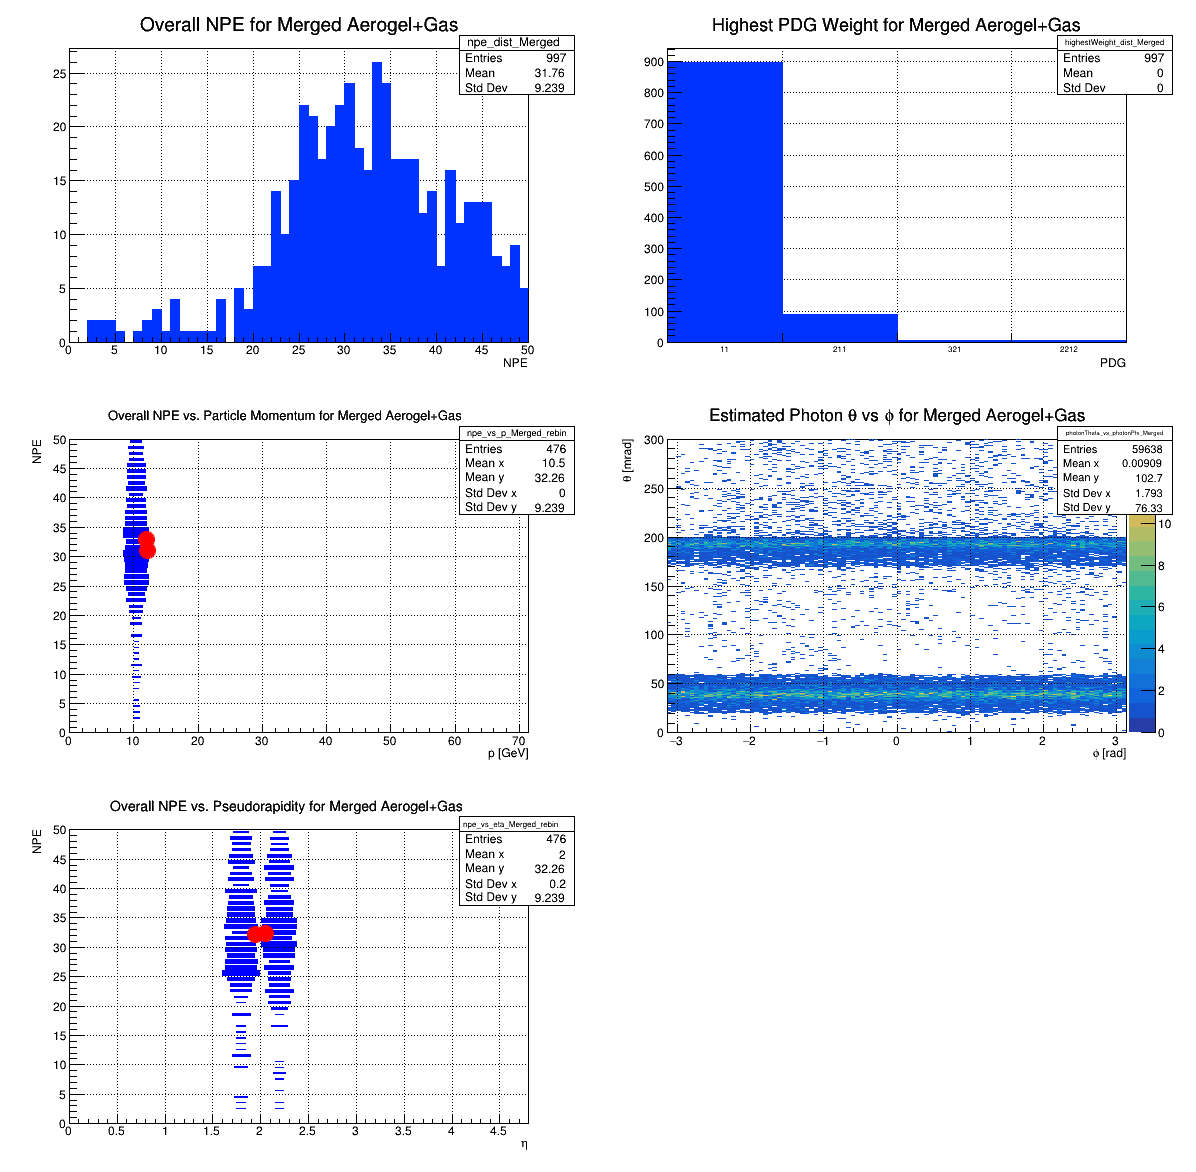 Overall NPE for Merged Aerogel+Gas
npe_dist_Merged
Entries 997
Mean 31.76
Std Dev 9.239
25
20
15
10
5
0
0 5 10 15 20 25 30 35 40 45 50
NPE
Highest PDG Weight for Merged Aerogel+Gas
highestWeight_dist_Merged
Entries 997
Mean 0
Std Dev 0
900
800
700
600
500
400
300
200
100
0
11 211 321 2212
PDG
Overall NPE vs. Particle Momentum for Merged Aerogel+Gas
npe_vs_p_Merged_rebin
Entries 476
Mean x 10.5
Mean y 32.26
Std Dev x 0
Std Dev y 9.239
NPE
50
45
40
35
30
25
20
15
10
5
0
0 10 20 30 40 50 60 70
p [GeV]
Estimated Photon θ vs ϕ for Merged Aerogel+Gas
photonTheta_vs_photonPhi_Merged
Entries 59638
Mean x 0.00909
Mean y 102.7
Std Dev x 1.793
Std Dev y 76.33
θ [mrad]
300
250
200
150
100
50
0
−3 −2 −1 0 1 2 3
ϕ [rad]
10
8
6
4
2
0
Overall NPE vs. Pseudorapidity for Merged Aerogel+Gas
npe_vs_eta_Merged_rebin
Entries 476
Mean x 2
Mean y 32.26
Std Dev x 0.2
Std Dev y 9.239
NPE
50
45
40
35
30
25
20
15
10
5
0
0 0.5 1 1.5 2 2.5 3 3.5 4 4.5
η